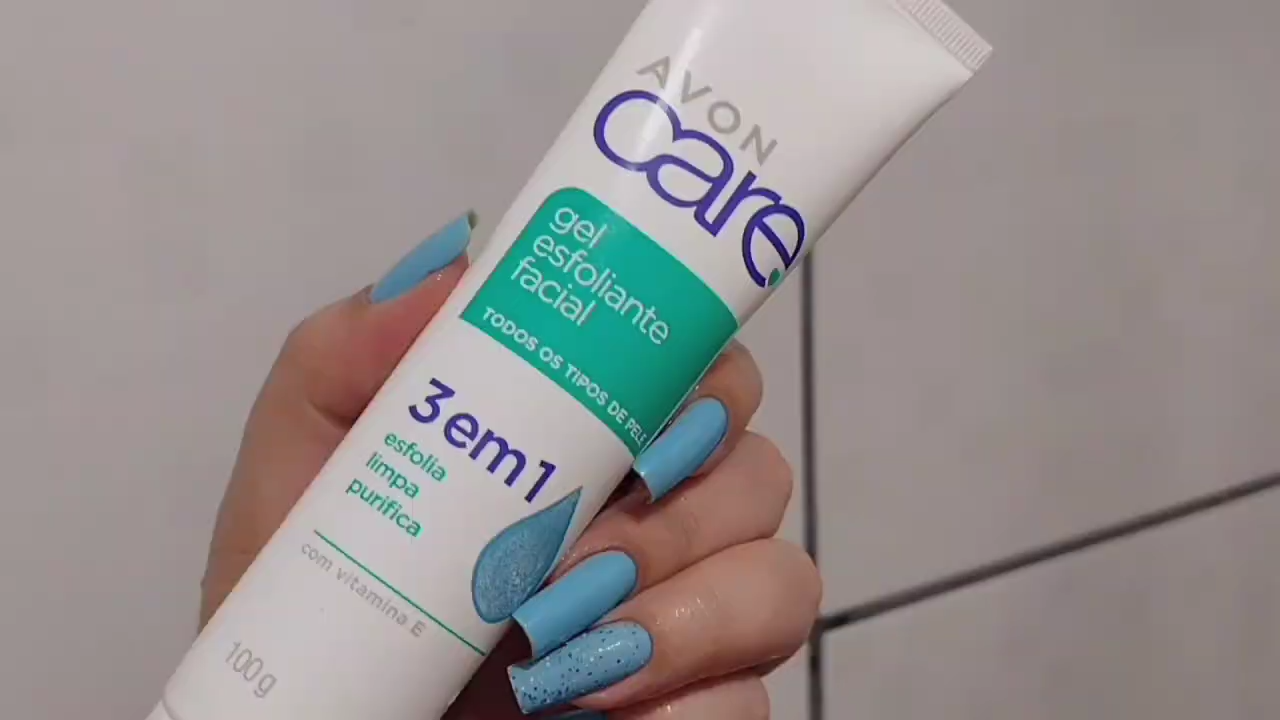 AVON
care
gel
esfoliante
facial
TODOS OS TIPOS DE PELE
3 em 1
esfolia
limpa
purifica
com vitamina E
100g